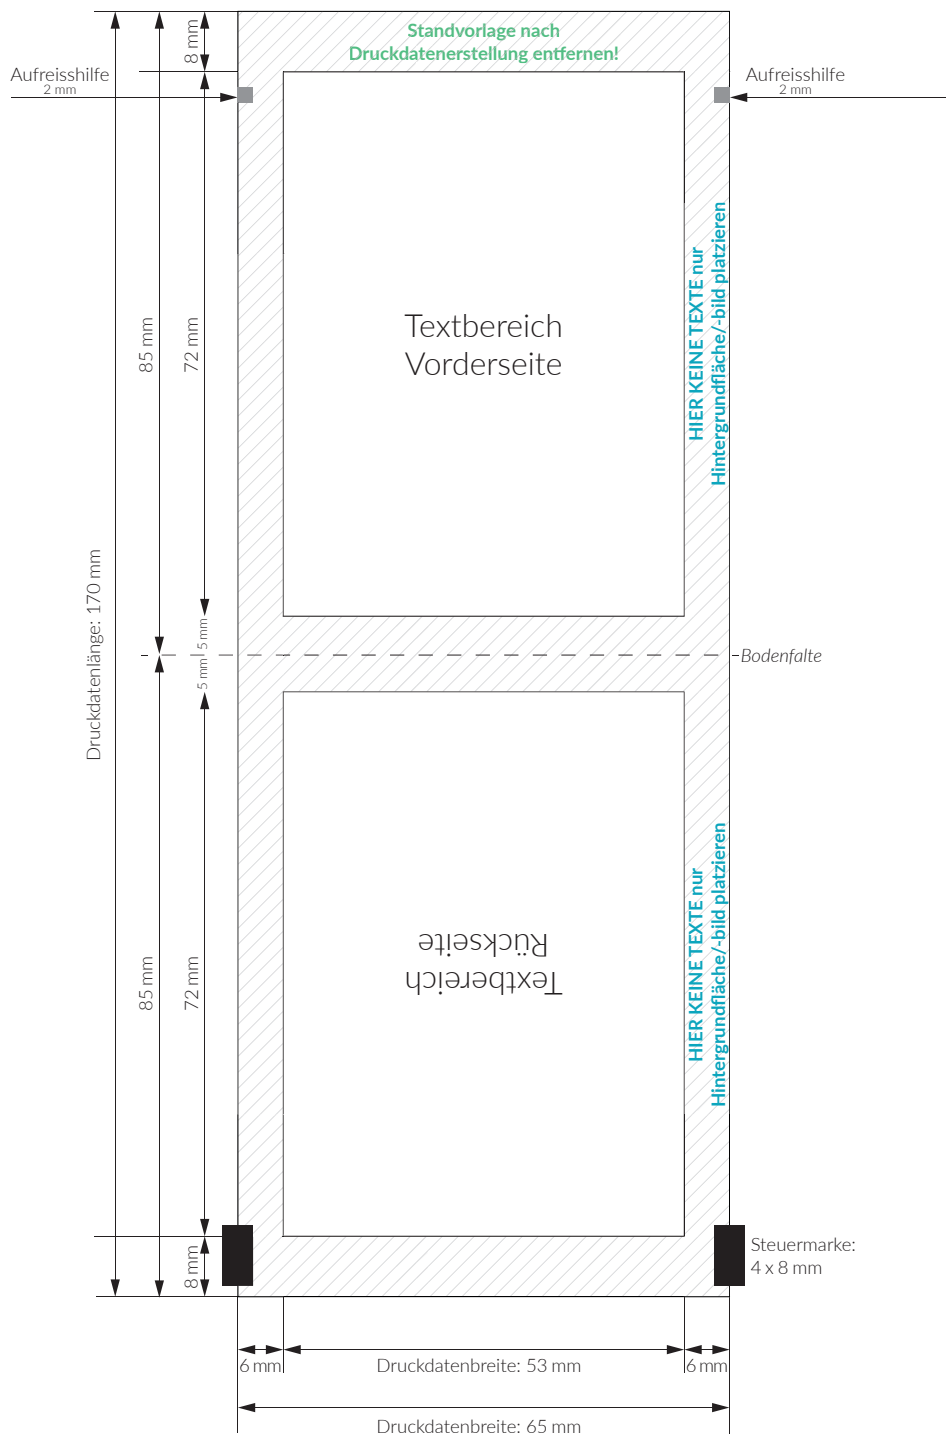 Standvorlage nach
Druckdatenerstellung entfernen!
8 mm
Aufreisshilfe
2 mm
Aufreisshilfe
2 mm
HIER KEINE TEXTE nur
Hintergrundfläche/-bild platzieren
Textbereich
Vorderseite
85 mm
72 mm
Druckdatenlänge: 170 mm
5 mm
5 mm
Bodenfalte
HIER KEINE TEXTE nur
Hintergrundfläche/-bild platzieren
Textbereich
Rückseite
85 mm
72 mm
8 mm
Steuermarke:
4 x 8 mm
6 mm
Druckdatenbreite: 53 mm
6 mm
Druckdatenbreite: 65 mm